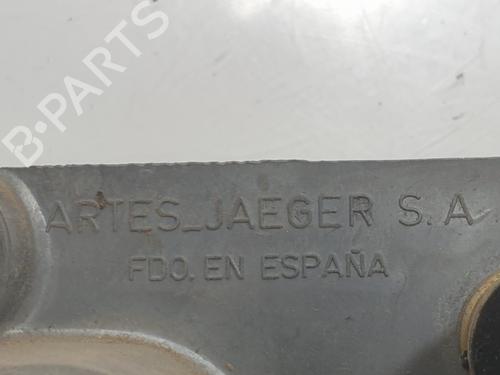 B-PARTS
ARTES_JAEGER S.A
FDO. EN ESPAÑA